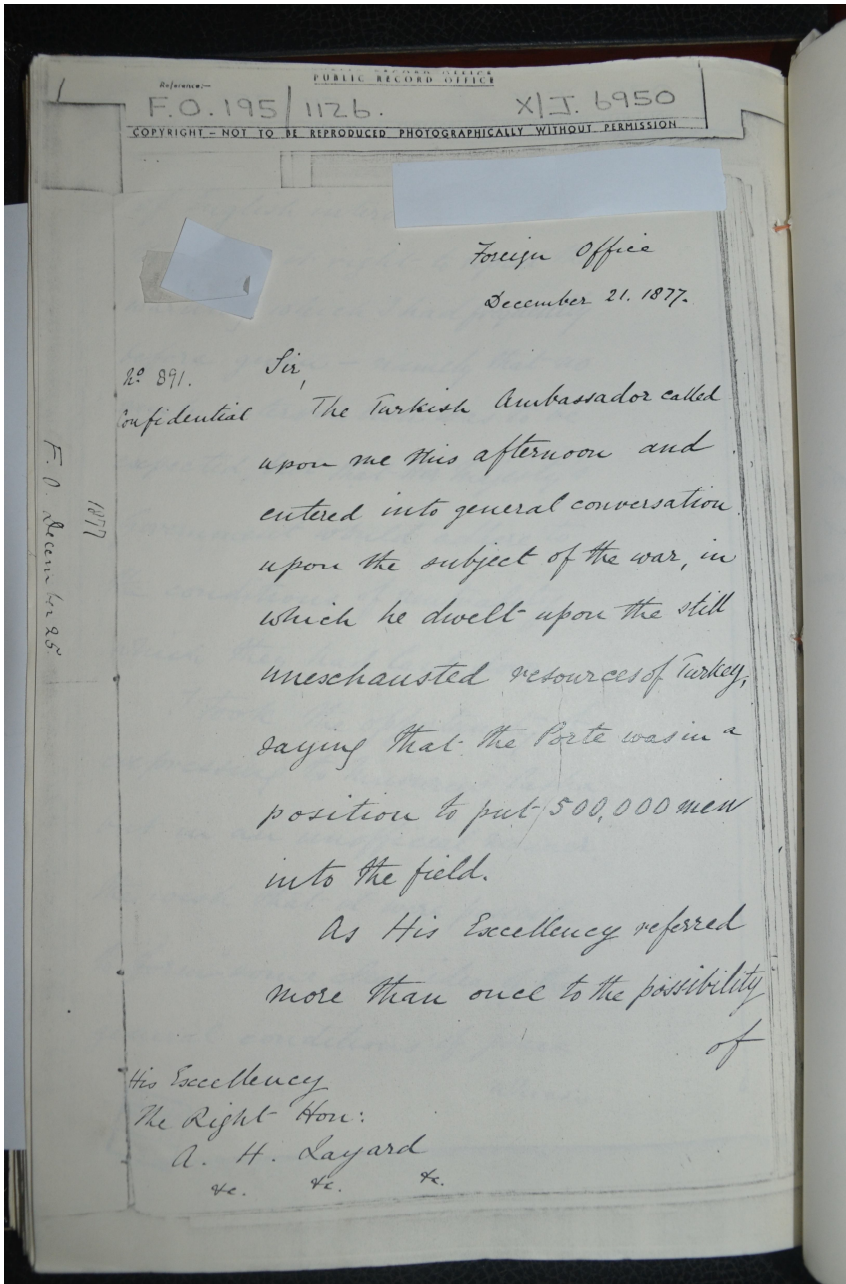 Reference:-
PUBLIC RECORD OFFICE
F.O. 195 / 1126. X/J. 6950
COPYRIGHT - NOT TO BE REPRODUCED PHOTOGRAPHICALLY WITHOUT PERMISSION
Foreign Office
December 21. 1877.
No 891.
Confidential
Sir,
The Turkish Ambassador called
upon me this afternoon and
entered into general conversation
upon the subject of the war, in
which he dwelt upon the still
unexhausted resources of Turkey,
saying that the Porte was in a
position to put 500,000 men
into the field.
As His Excellency referred
more than once to the possibility
of
His Excellency
The Right Hon:
A. H. Layard
&c. &c. &c.
1877
F. O. December 25.